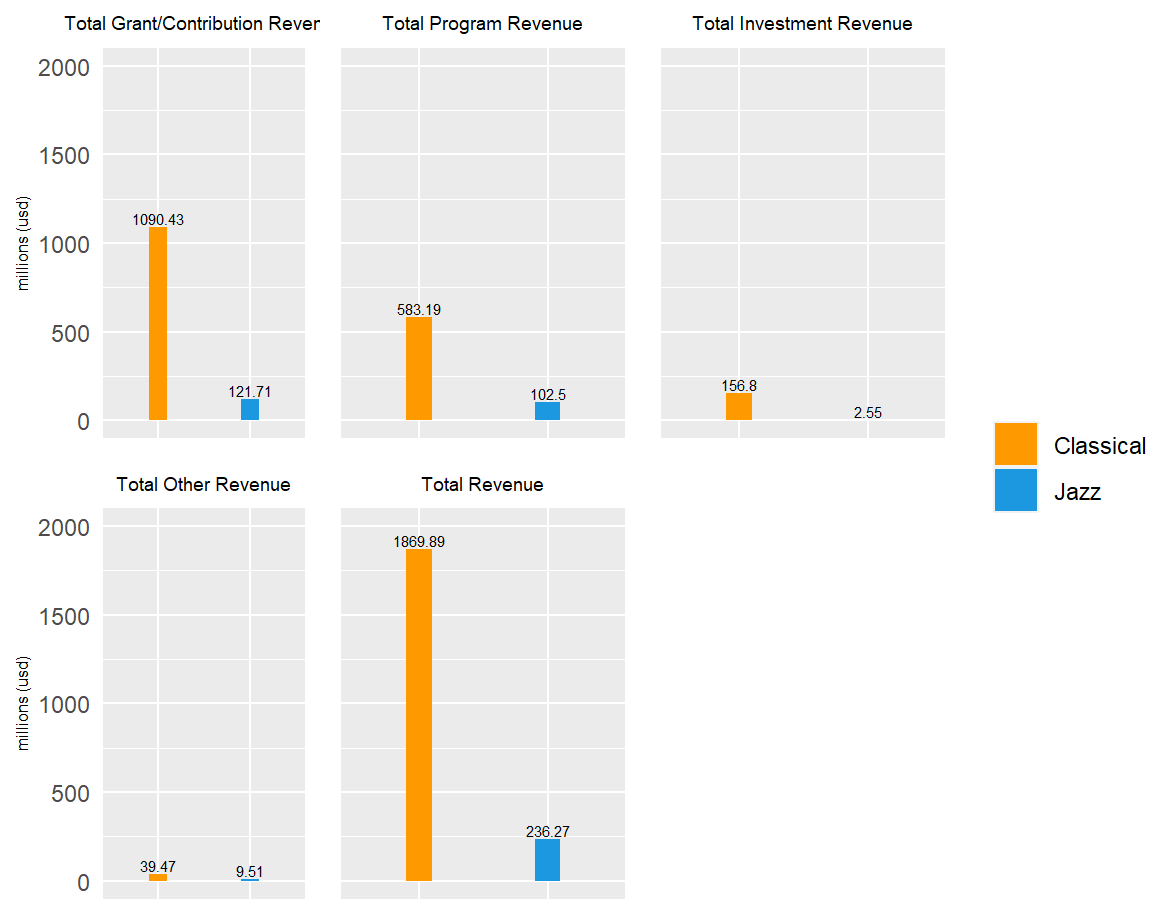 Total Grant/Contribution Rever
Total Program Revenue
Total Investment Revenue
2000
1500
1000
500
0
millions (usd)
1090.43
121.71
583.19
102.5
156.8
2.55
Classical
Jazz
Total Other Revenue
Total Revenue
2000
1500
1000
500
0
millions (usd)
39.47
9.51
1869.89
236.27